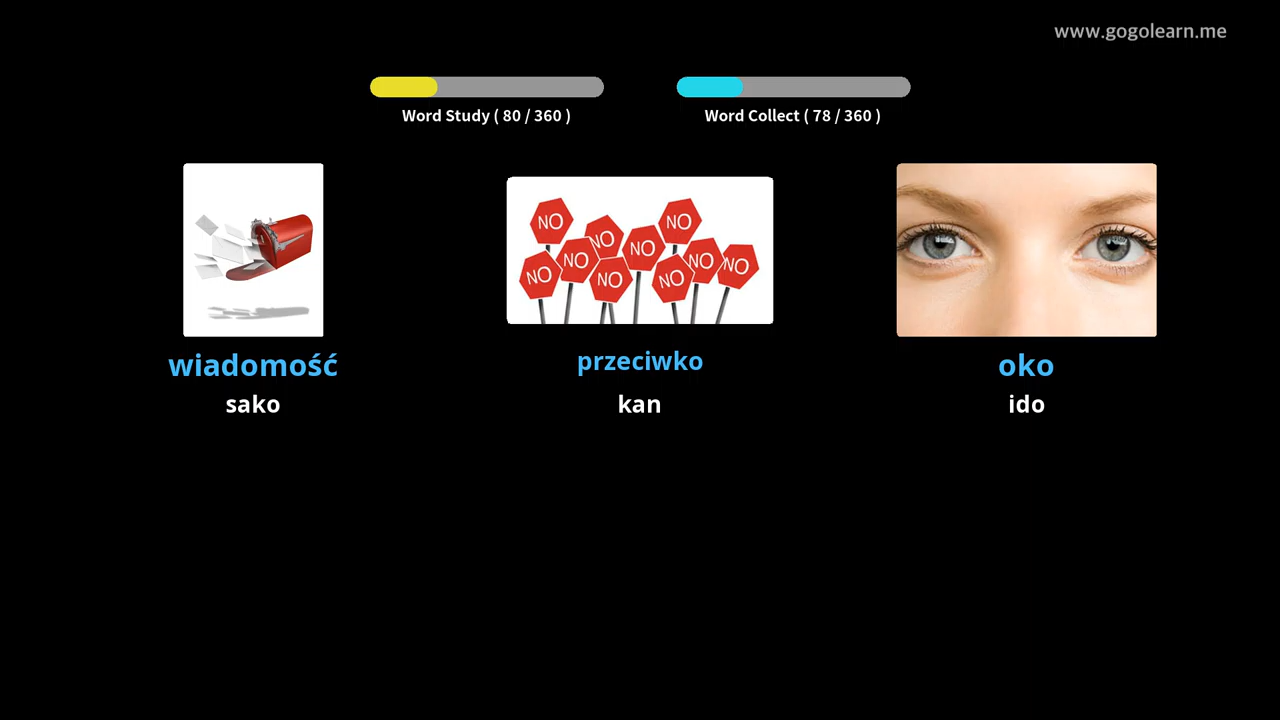 www.gogolearn.me
Word Study ( 80 / 360 )
Word Collect ( 78 / 360 )
NO
NO
NO
NO
NO
NO
NO
NO
NO
NO
wiadomość
przeciwko
oko
sako
kan
ido